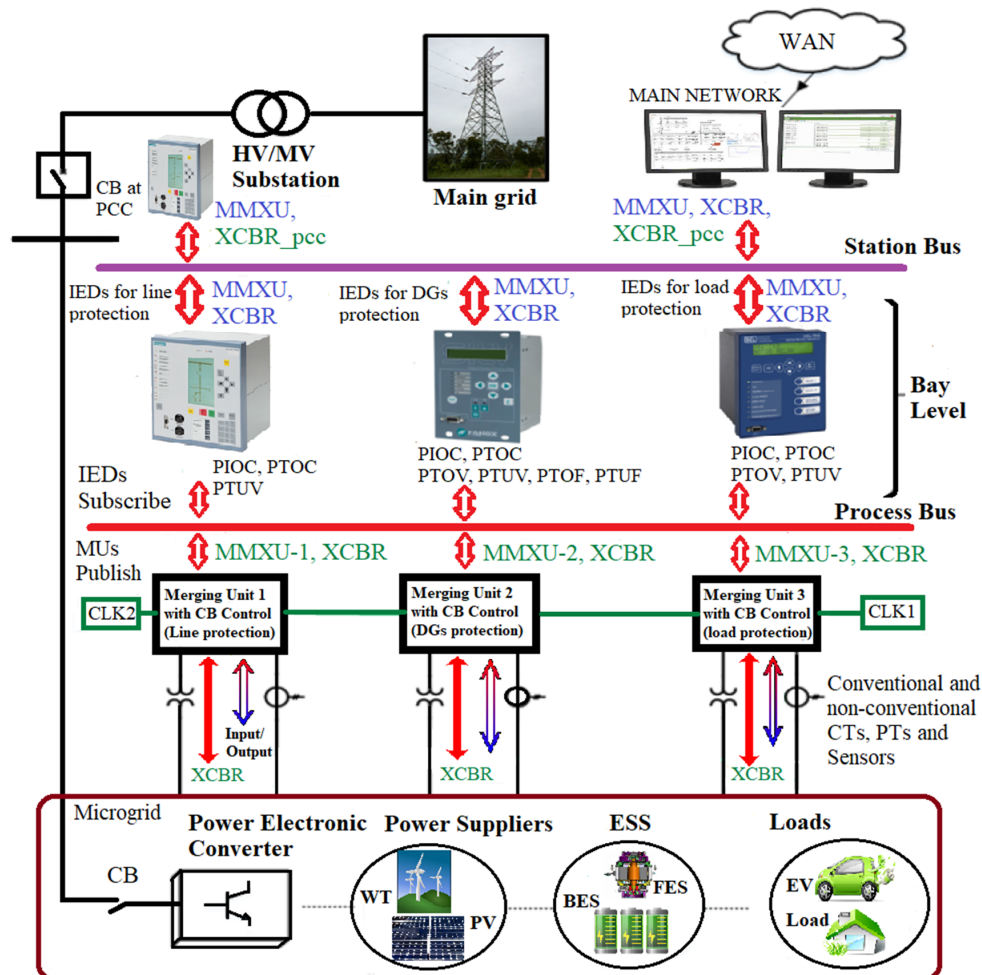 WAN
MAIN NETWORK
HV/MV
Substation
Main grid
CB at
PCC
MMXU,
XCBR_pcc
MMXU, XCBR,
XCBR_pcc
Station Bus
IEDs for line
protection
MMXU,
XCBR
IEDs for DGs
protection
MMXU,
XCBR
IEDs for load
protection
MMXU,
XCBR
Bay
Level
PIOC, PTOC
PTUV
PIOC, PTOC
PTOV, PTUV, PTOF, PTUF
PIOC, PTOC
PTOV, PTUV
IEDs
Subscribe
Process Bus
MUs
Publish
MMXU-1, XCBR
MMXU-2, XCBR
MMXU-3, XCBR
CLK2
Merging Unit 1
with CB Control
(Line protection)
Merging Unit 2
with CB Control
(DGs protection)
Merging Unit 3
with CB Control
(load protection)
CLK1
Input/
Output
XCBR
XCBR
Conventional and
non-conventional
CTs, PTs and
Sensors
Microgrid
Power Electronic
Converter
Power Suppliers
ESS
Loads
CB
WT
PV
BES
FES
EV
Load